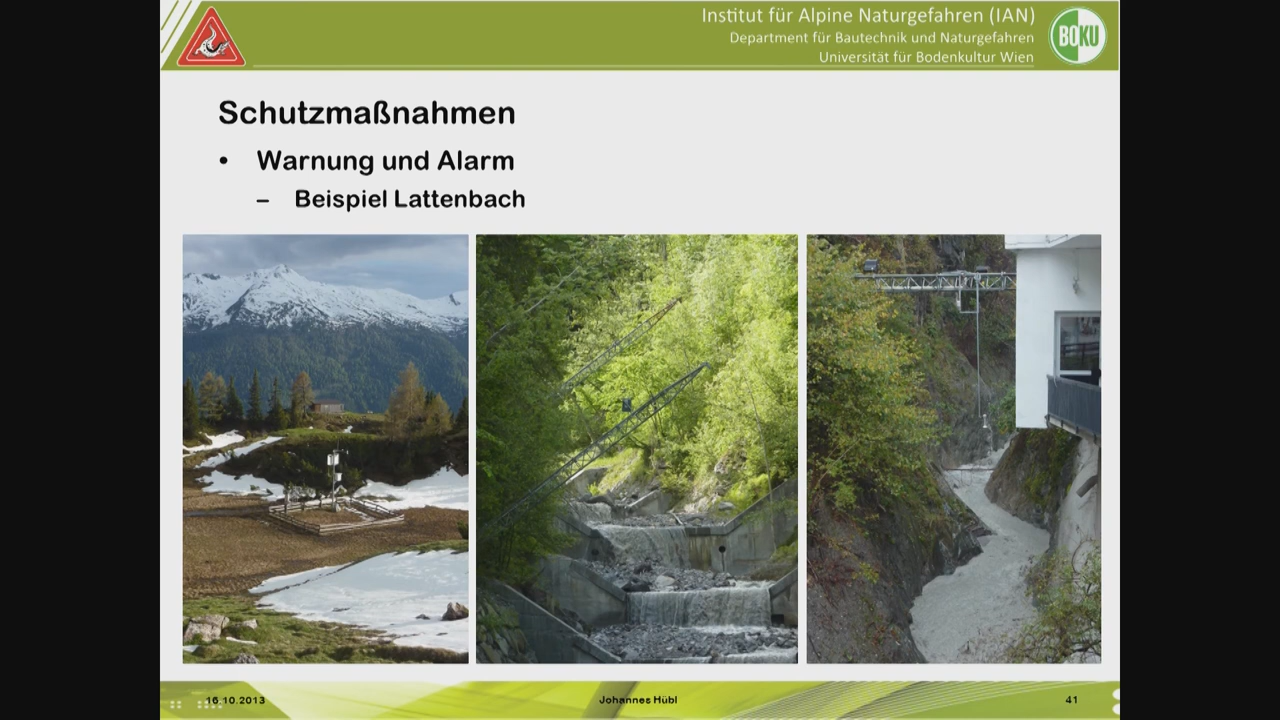 Institut für Alpine Naturgefahren (IAN)
Department für Bautechnik und Naturgefahren
Universität für Bodenkultur Wien
BOKU
Schutzmaßnahmen
• Warnung und Alarm
– Beispiel Lattenbach
16.10.2013
Johannes Hübl
41